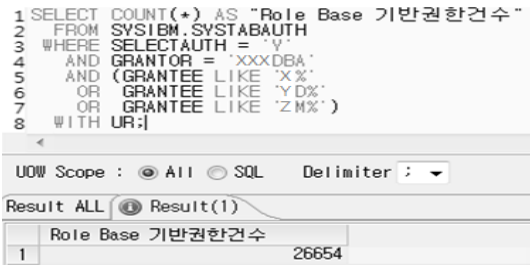 1 SELECT COUNT(*) AS "Role Base 기반권한건수"
2 FROM SYSIBM.SYSTABAUTH
3 WHERE SELECTAUTH = 'Y'
4 AND GRANTOR = 'XXXDBA'
5 AND (GRANTEE LIKE 'X%'
6 OR GRANTEE LIKE 'YD%'
7 OR GRANTEE LIKE 'ZM%')
8 WITH UR;
UOW Scope : All SQL Delimiter ;
Result ALL Result(1)
Role Base 기반권한건수
1 26654